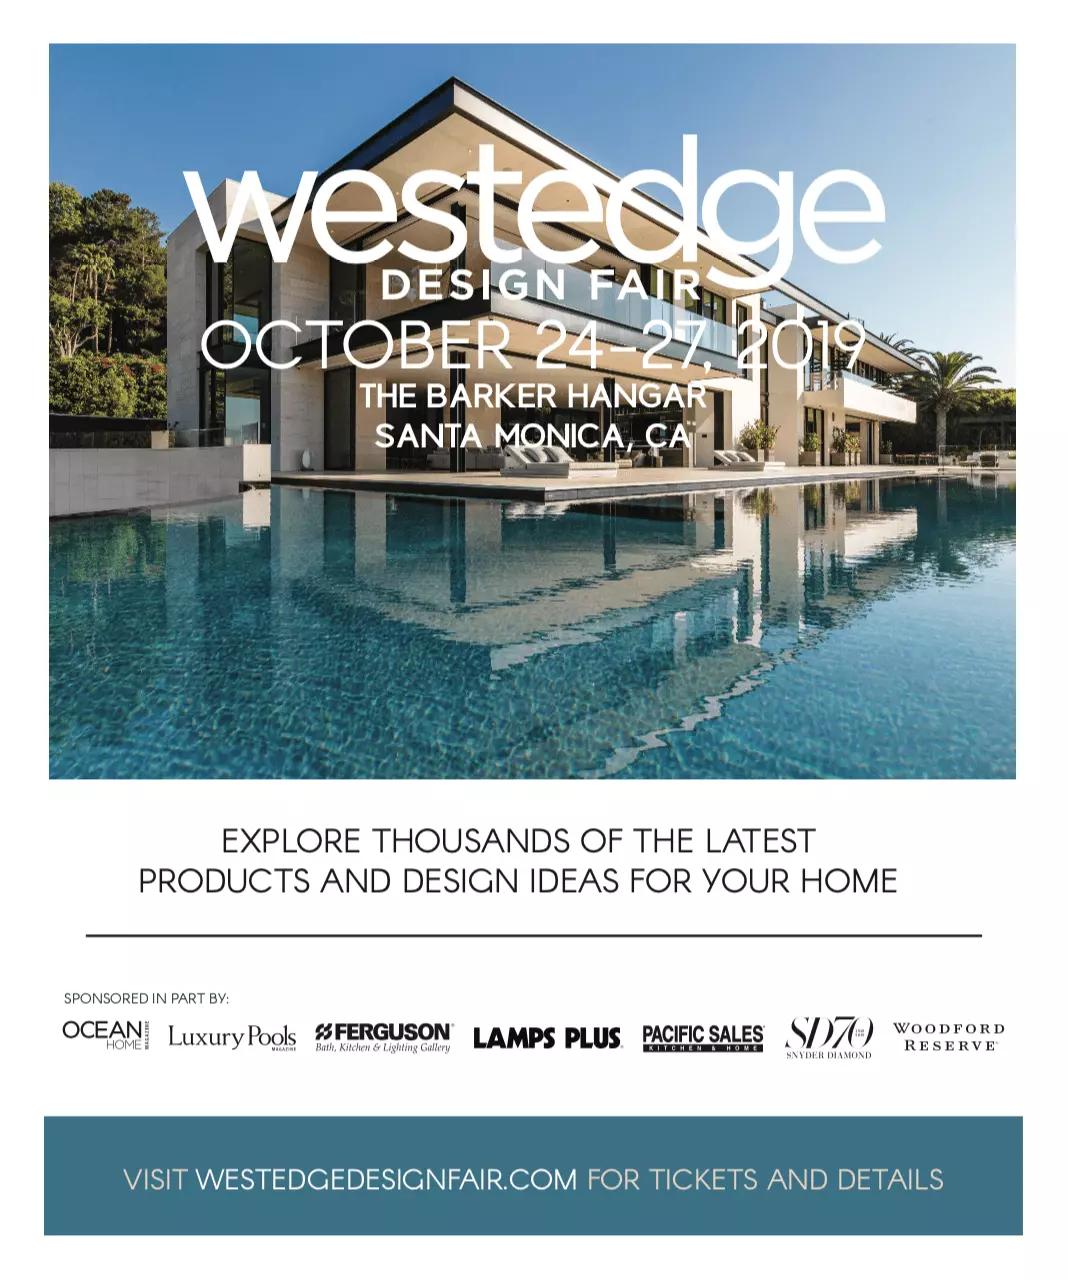 westedge
DESIGN FAIR
OCTOBER 24–27, 2019
THE BARKER HANGAR
SANTA MONICA, CA
EXPLORE THOUSANDS OF THE LATEST
PRODUCTS AND DESIGN IDEAS FOR YOUR HOME
SPONSORED IN PART BY:
OCEAN
HOME
MAGAZINE
Luxury Pools
MAGAZINE
FERGUSON®
Bath, Kitchen & Lighting Gallery
LAMPS PLUS®
PACIFIC SALES®
KITCHEN & HOME
SD70
SNYDER DIAMOND
WOODFORD
RESERVE®
VISIT WESTEDGEDESIGNFAIR.COM FOR TICKETS AND DETAILS